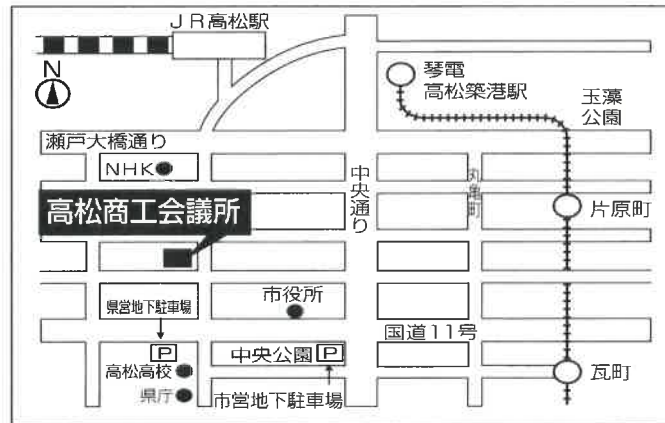 JR高松駅
N
琴電
高松築港駅
玉藻
公園
瀬戸大橋通り
NHK
中央通り
丸亀町
高松商工会議所
片原町
県営地下駐車場
市役所
国道11号
P
中央公園 P
高松高校
瓦町
県庁
市営地下駐車場